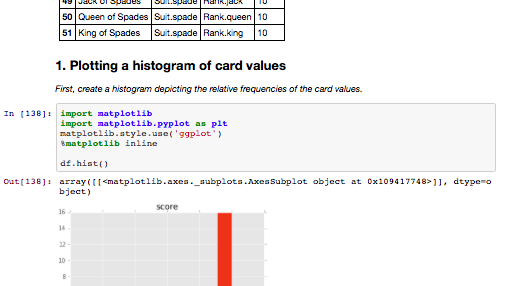 49 Jack of Spades Suit.spade Rank.jack 10
50 Queen of Spades Suit.spade Rank.queen 10
51 King of Spades Suit.spade Rank.king 10
1. Plotting a histogram of card values
First, create a histogram depicting the relative frequencies of the card values.
In [138]: import matplotlib
import matplotlib.pyplot as plt
matplotlib.style.use('ggplot')
%matplotlib inline
df.hist()
Out[138]: array([[<matplotlib.axes._subplots.AxesSubplot object at 0x109417748>]], dtype=o
bject)
score
16
14
12
10
8